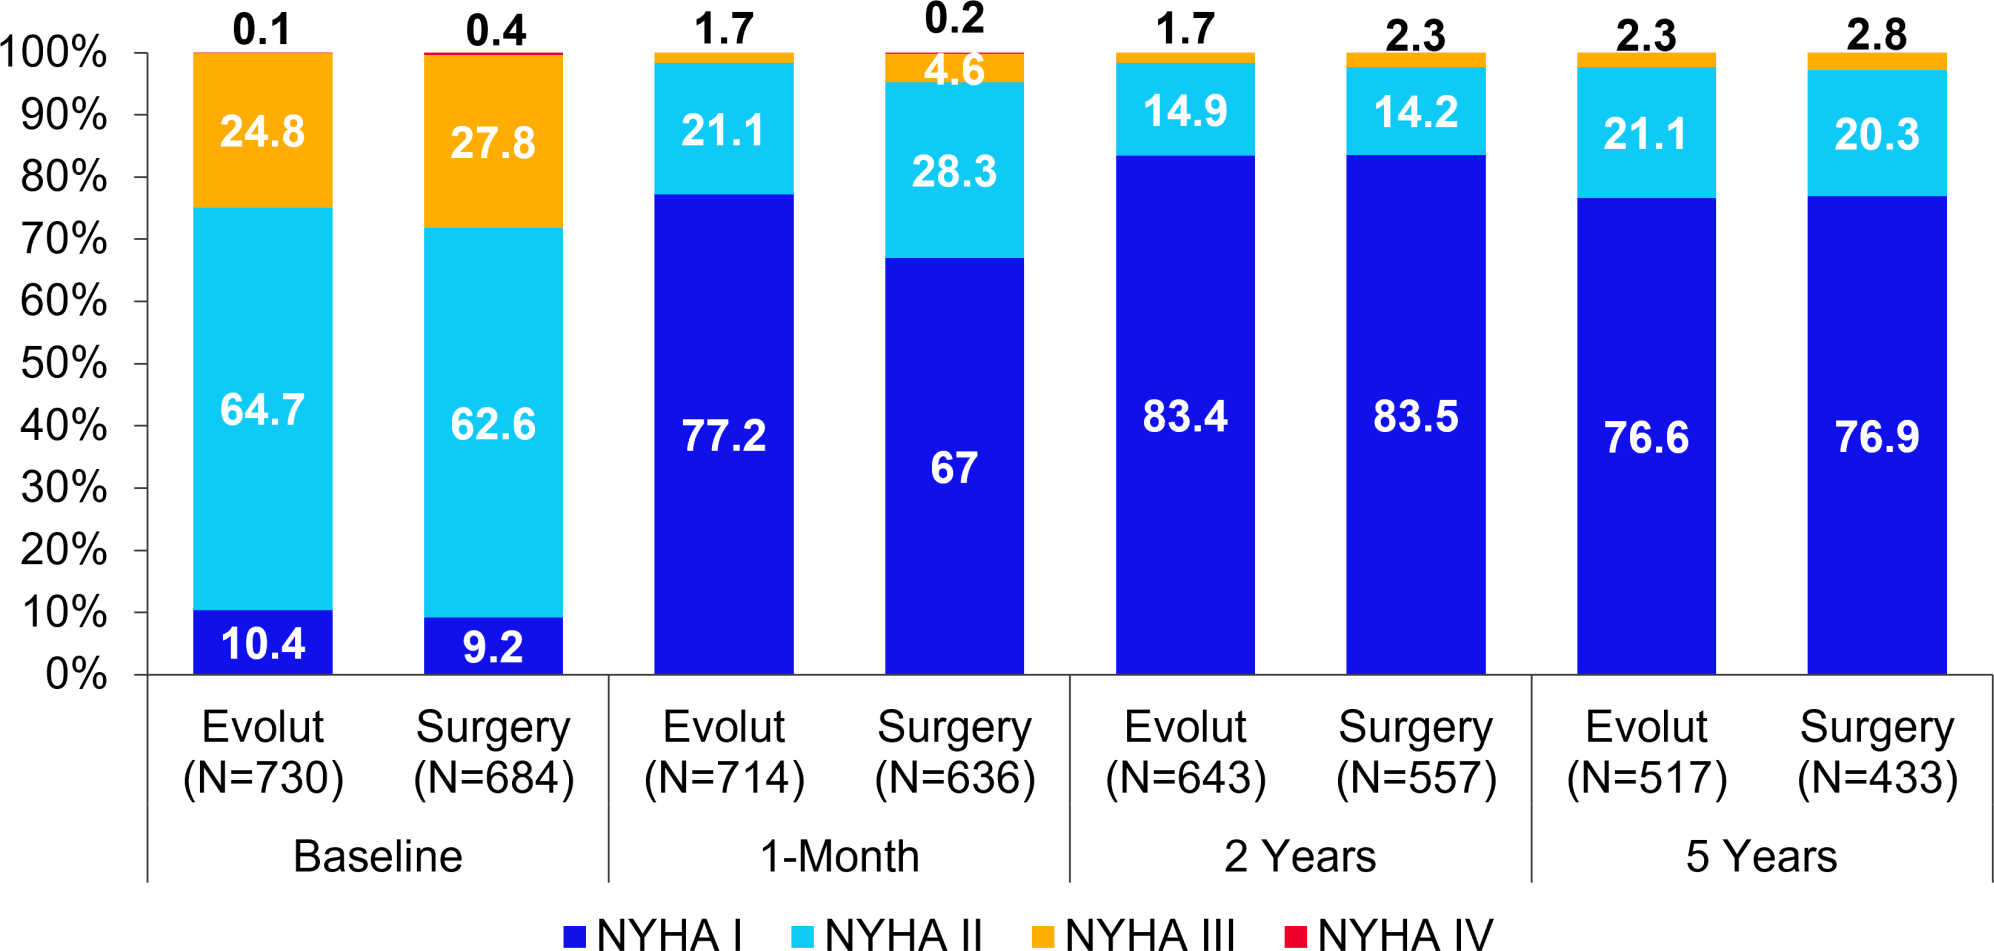 0.1 0.4 1.7 0.2 1.7 2.3 2.3 2.8
100%
90%
80%
70%
60%
50%
40%
30%
20%
10%
0%
24.8 27.8 4.6
64.7 62.6 21.1 28.3 14.9 14.2 21.1 20.3
10.4 9.2 77.2 67 83.4 83.5 76.6 76.9
Evolut Surgery Evolut Surgery Evolut Surgery Evolut Surgery
(N=730) (N=684) (N=714) (N=636) (N=643) (N=557) (N=517) (N=433)
Baseline 1-Month 2 Years 5 Years
NYHA I NYHA II NYHA III NYHA IV